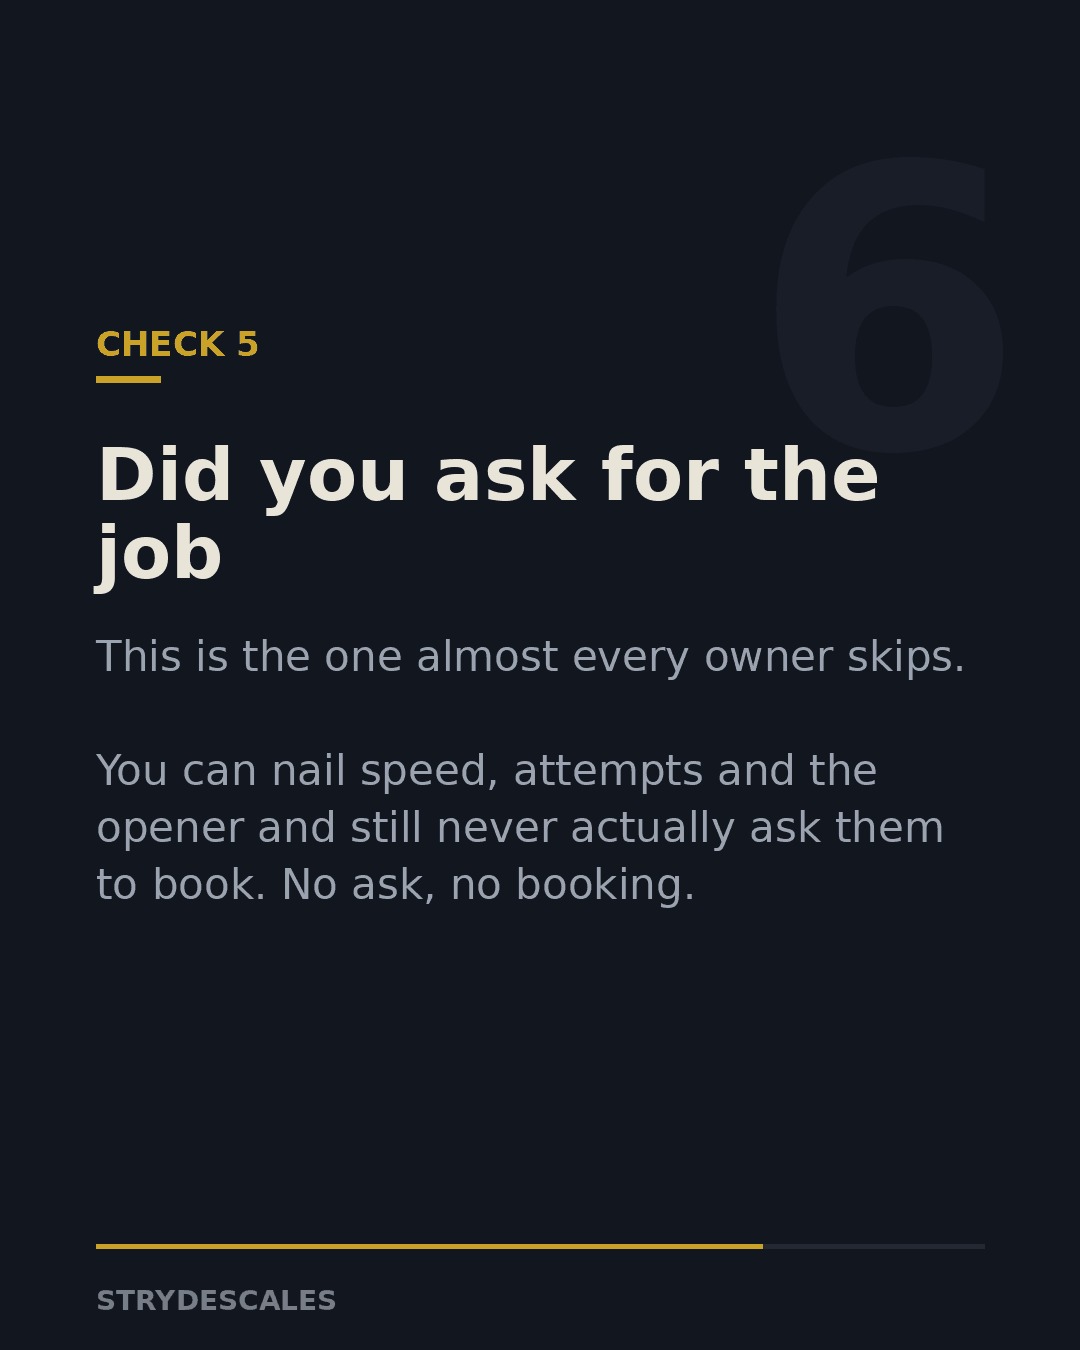 6
CHECK 5
Did you ask for the
job
This is the one almost every owner skips.
You can nail speed, attempts and the
opener and still never actually ask them
to book. No ask, no booking.
STRYDESCALES